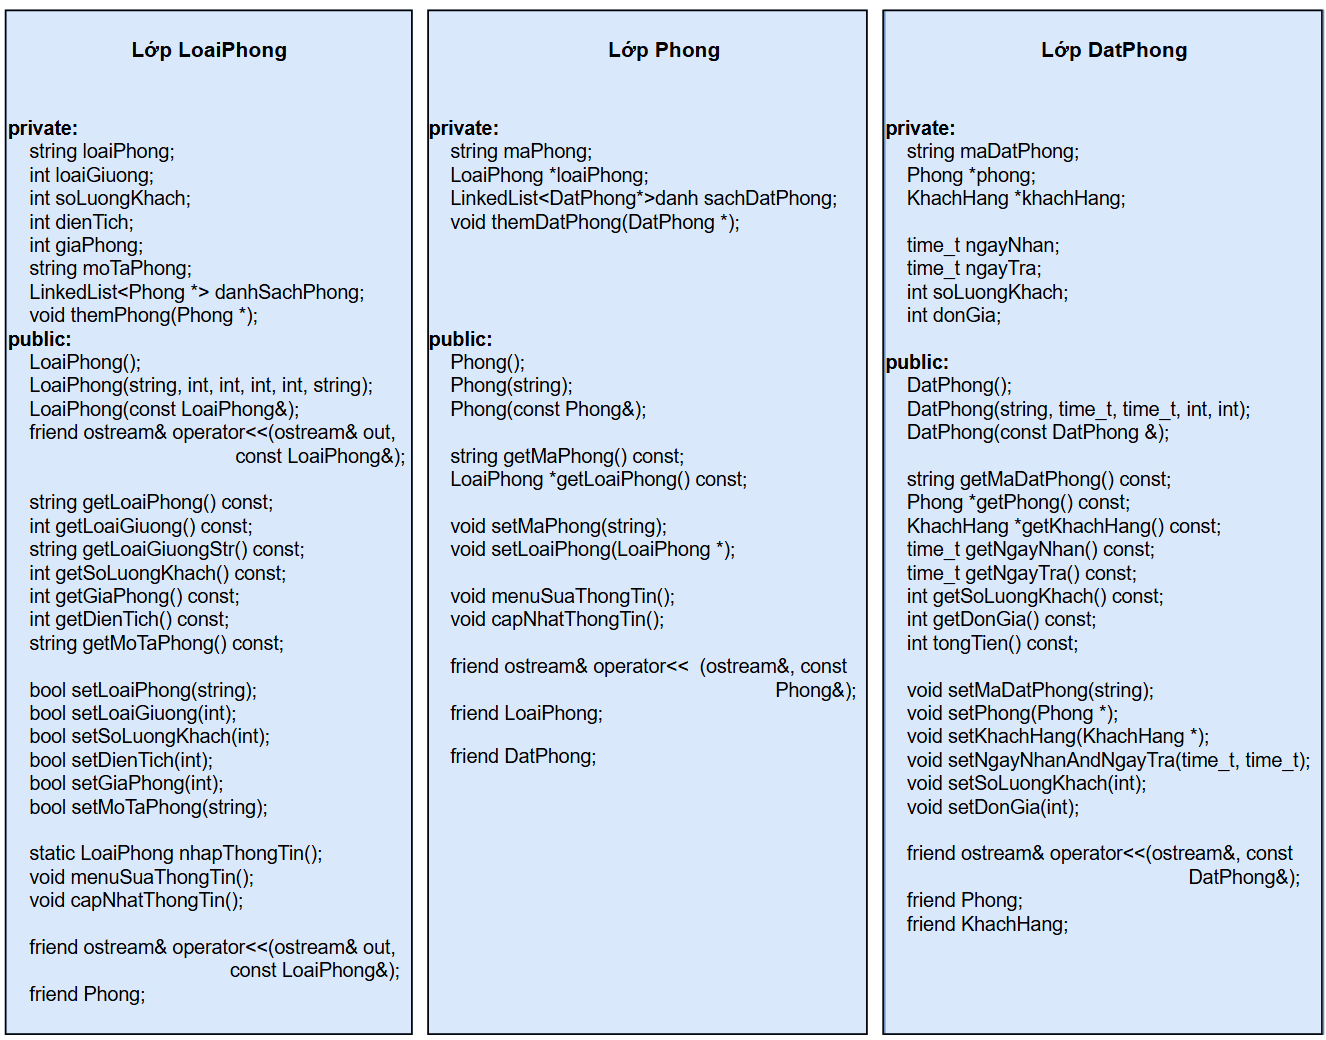 Lớp LoaiPhong
private:
string loaiPhong;
int loaiGiuong;
int soLuongKhach;
int dienTich;
int giaPhong;
string moTaPhong;
LinkedList<Phong *> danhSachPhong;
void themPhong(Phong *);
public:
LoaiPhong();
LoaiPhong(string, int, int, int, int, string);
LoaiPhong(const LoaiPhong&);
friend ostream& operator<<(ostream& out,
const LoaiPhong&);
string getLoaiPhong() const;
int getLoaiGiuong() const;
string getLoaiGiuongStr() const;
int getSoLuongKhach() const;
int getGiaPhong() const;
int getDienTich() const;
string getMoTaPhong() const;
bool setLoaiPhong(string);
bool setLoaiGiuong(int);
bool setSoLuongKhach(int);
bool setDienTich(int);
bool setGiaPhong(int);
bool setMoTaPhong(string);
static LoaiPhong nhapThongTin();
void menuSuaThongTin();
void capNhatThongTin();
friend ostream& operator<<(ostream& out,
const LoaiPhong&);
friend Phong;
Lớp Phong
private:
string maPhong;
LoaiPhong *loaiPhong;
LinkedList<DatPhong*>danh sachDatPhong;
void themDatPhong(DatPhong *);
public:
Phong();
Phong(string);
Phong(const Phong&);
string getMaPhong() const;
LoaiPhong *getLoaiPhong() const;
void setMaPhong(string);
void setLoaiPhong(LoaiPhong *);
void menuSuaThongTin();
void capNhatThongTin();
friend ostream& operator<< (ostream&, const
Phong&);
friend LoaiPhong;
friend DatPhong;
Lớp DatPhong
private:
string maDatPhong;
Phong *phong;
KhachHang *khachHang;
time_t ngayNhan;
time_t ngayTra;
int soLuongKhach;
int donGia;
public:
DatPhong();
DatPhong(string, time_t, time_t, int, int);
DatPhong(const DatPhong &);
string getMaDatPhong() const;
Phong *getPhong() const;
KhachHang *getKhachHang() const;
time_t getNgayNhan() const;
time_t getNgayTra() const;
int getSoLuongKhach() const;
int getDonGia() const;
int tongTien() const;
void setMaDatPhong(string);
void setPhong(Phong *);
void setKhachHang(KhachHang *);
void setNgayNhanAndNgayTra(time_t, time_t);
void setSoLuongKhach(int);
void setDonGia(int);
friend ostream& operator<<(ostream&, const
DatPhong&);
friend Phong;
friend KhachHang;